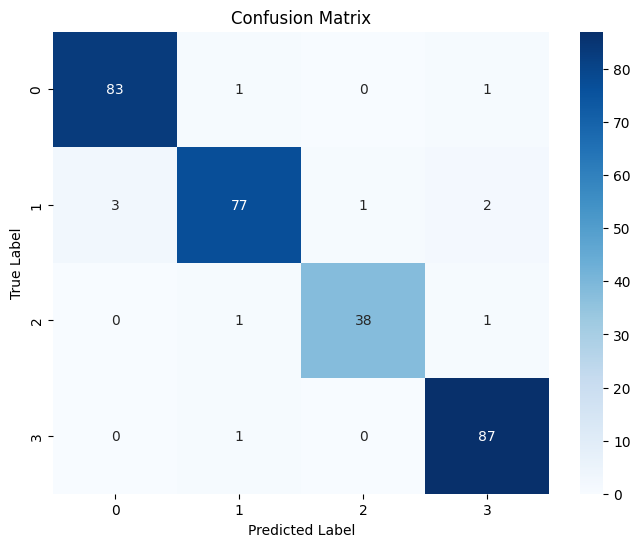 Confusion Matrix
0 83 1 0 1
1 3 77 1 2
2 0 1 38 1
3 0 1 0 87
0 1 2 3
Predicted Label
True Label
80
70
60
50
40
30
20
10
0